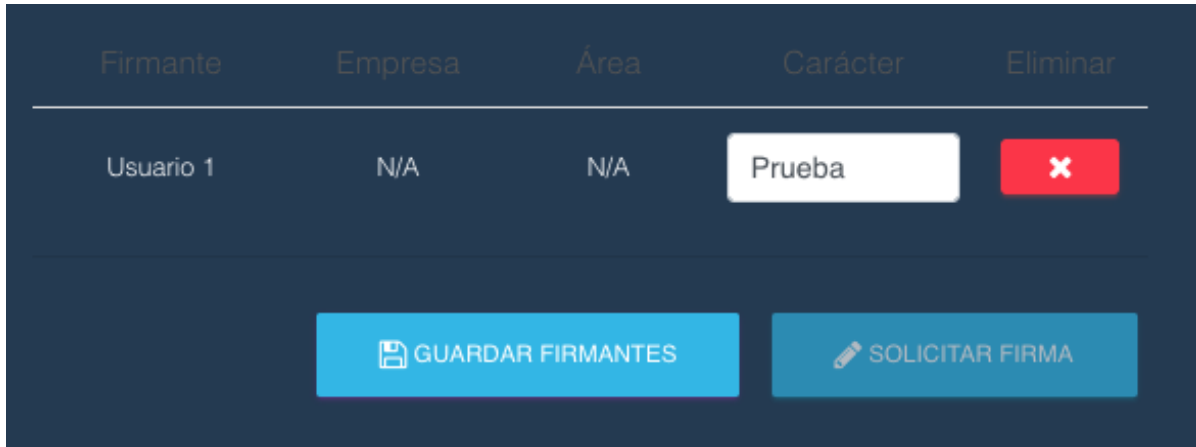 Firmante Empresa Área Carácter Eliminar
Usuario 1 N/A N/A Prueba
GUARDAR FIRMANTES SOLICITAR FIRMA